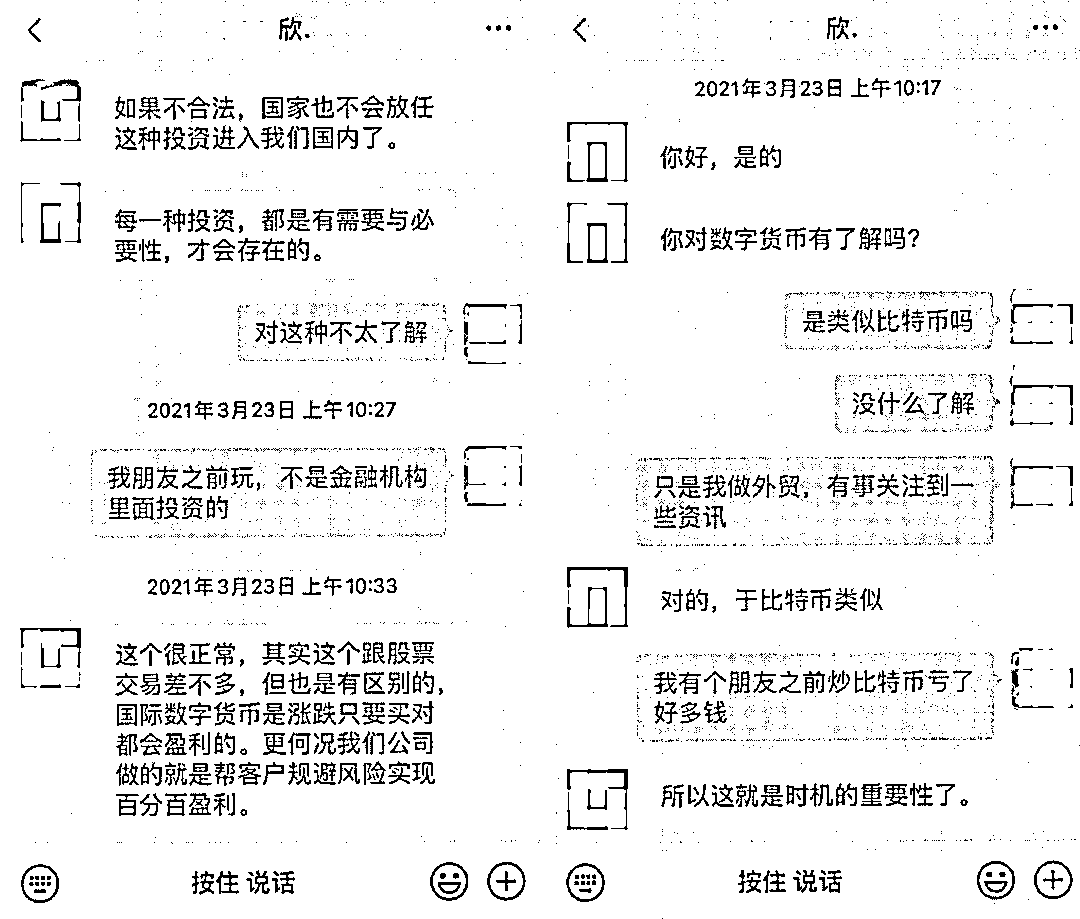 欣.
如果不合法，国家也不会放任
这种投资进入我们国内了。
每一种投资，都是有需要与必
要性，才会存在的。
对这种不太了解
2021年3月23日 上午10:27
我朋友之前玩，不是金融机构
里面投资的
2021年3月23日 上午10:33
这个很正常，其实这个跟股票
交易差不多，但也是有区别的，
国际数字货币是涨跌只要买对
都会盈利的。更何况我们公司
做的就是帮客户规避风险实现
百分百盈利。
按住 说话
欣.
2021年3月23日 上午10:17
你好，是的
你对数字货币有了解吗？
是类似比特币吗
没什么了解
只是我做外贸，有事关注到一
些资讯
对的，于比特币类似
我有个朋友之前炒比特币亏了
好多钱
所以这就是时机的重要性了。
按住 说话